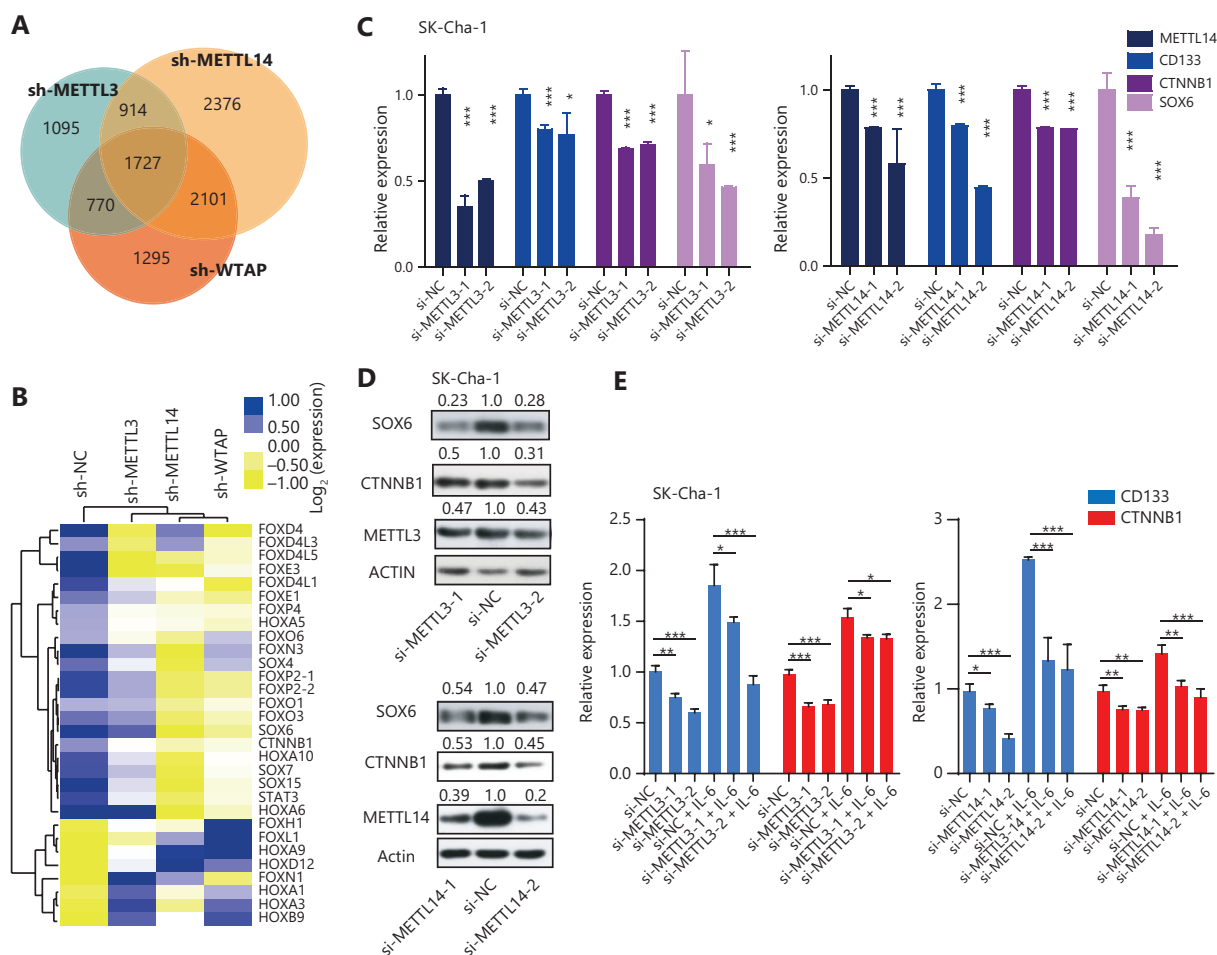 A
sh-METTL14
sh-METTL3
914
2376
1095
1727
770
2101
1295
sh-WTAP
C
SK-Cha-1
Relative expression
1.0
0.5
0.0
***
***
***
*
***
***
*
***
si-NC
si-METTL3-1
si-METTL3-2
si-NC
si-METTL3-1
si-METTL3-2
si-NC
si-METTL3-1
si-METTL3-2
si-NC
si-METTL3-1
si-METTL3-2
Relative expression
1.0
0.5
0.0
***
***
***
***
***
***
***
***
si-NC
si-METTL14-1
si-METTL14-2
si-NC
si-METTL14-1
si-METTL14-2
si-NC
si-METTL14-1
si-METTL14-2
si-NC
si-METTL14-1
si-METTL14-2
METTL14
CD133
CTNNB1
SOX6
B
sh-NC
sh-METTL3
sh-METTL14
sh-WTAP
1.00
0.50
0.00
−0.50
−1.00
Log2 (expression)
FOXD4
FOXD4L3
FOXD4L5
FOXE3
FOXD4L1
FOXE1
FOXP4
HOXA5
FOXO6
FOXN3
SOX4
FOXP2-1
FOXP2-2
FOXO1
FOXO3
SOX6
CTNNB1
HOXA10
SOX7
SOX15
STAT3
HOXA6
FOXH1
FOXL1
HOXA9
HOXD12
FOXN1
HOXA1
HOXA3
HOXB9
D
SK-Cha-1
0.23 1.0 0.28
SOX6
0.5 1.0 0.31
CTNNB1
0.47 1.0 0.43
METTL3
ACTIN
si-METTL3-1
si-NC
si-METTL3-2
0.54 1.0 0.47
SOX6
0.53 1.0 0.45
CTNNB1
0.39 1.0 0.2
METTL14
Actin
si-METTL14-1
si-NC
si-METTL14-2
E
SK-Cha-1
Relative expression
2.5
2.0
1.5
1.0
0.5
0.0
***
**
***
*
***
***
*
*
si-NC
si-METTL3-1
si-METTL3-2
si-NC + IL-6
si-METTL3-1 + IL-6
si-METTL3-2 + IL-6
si-NC
si-METTL3-1
si-METTL3-2
si-NC + IL-6
si-METTL3-1 + IL-6
si-METTL3-2 + IL-6
CD133
CTNNB1
Relative expression
3
2
1
0
***
*
***
***
**
**
***
**
si-NC
si-METTL14-1
si-METTL14-2
si-NC + IL-6
si-METTL3-14 + IL-6
si-METTL14-2 + IL-6
si-NC
si-METTL14-1
si-METTL14-2
si-NC + IL-6
si-METTL14-1 + IL-6
si-METTL14-2 + IL-6